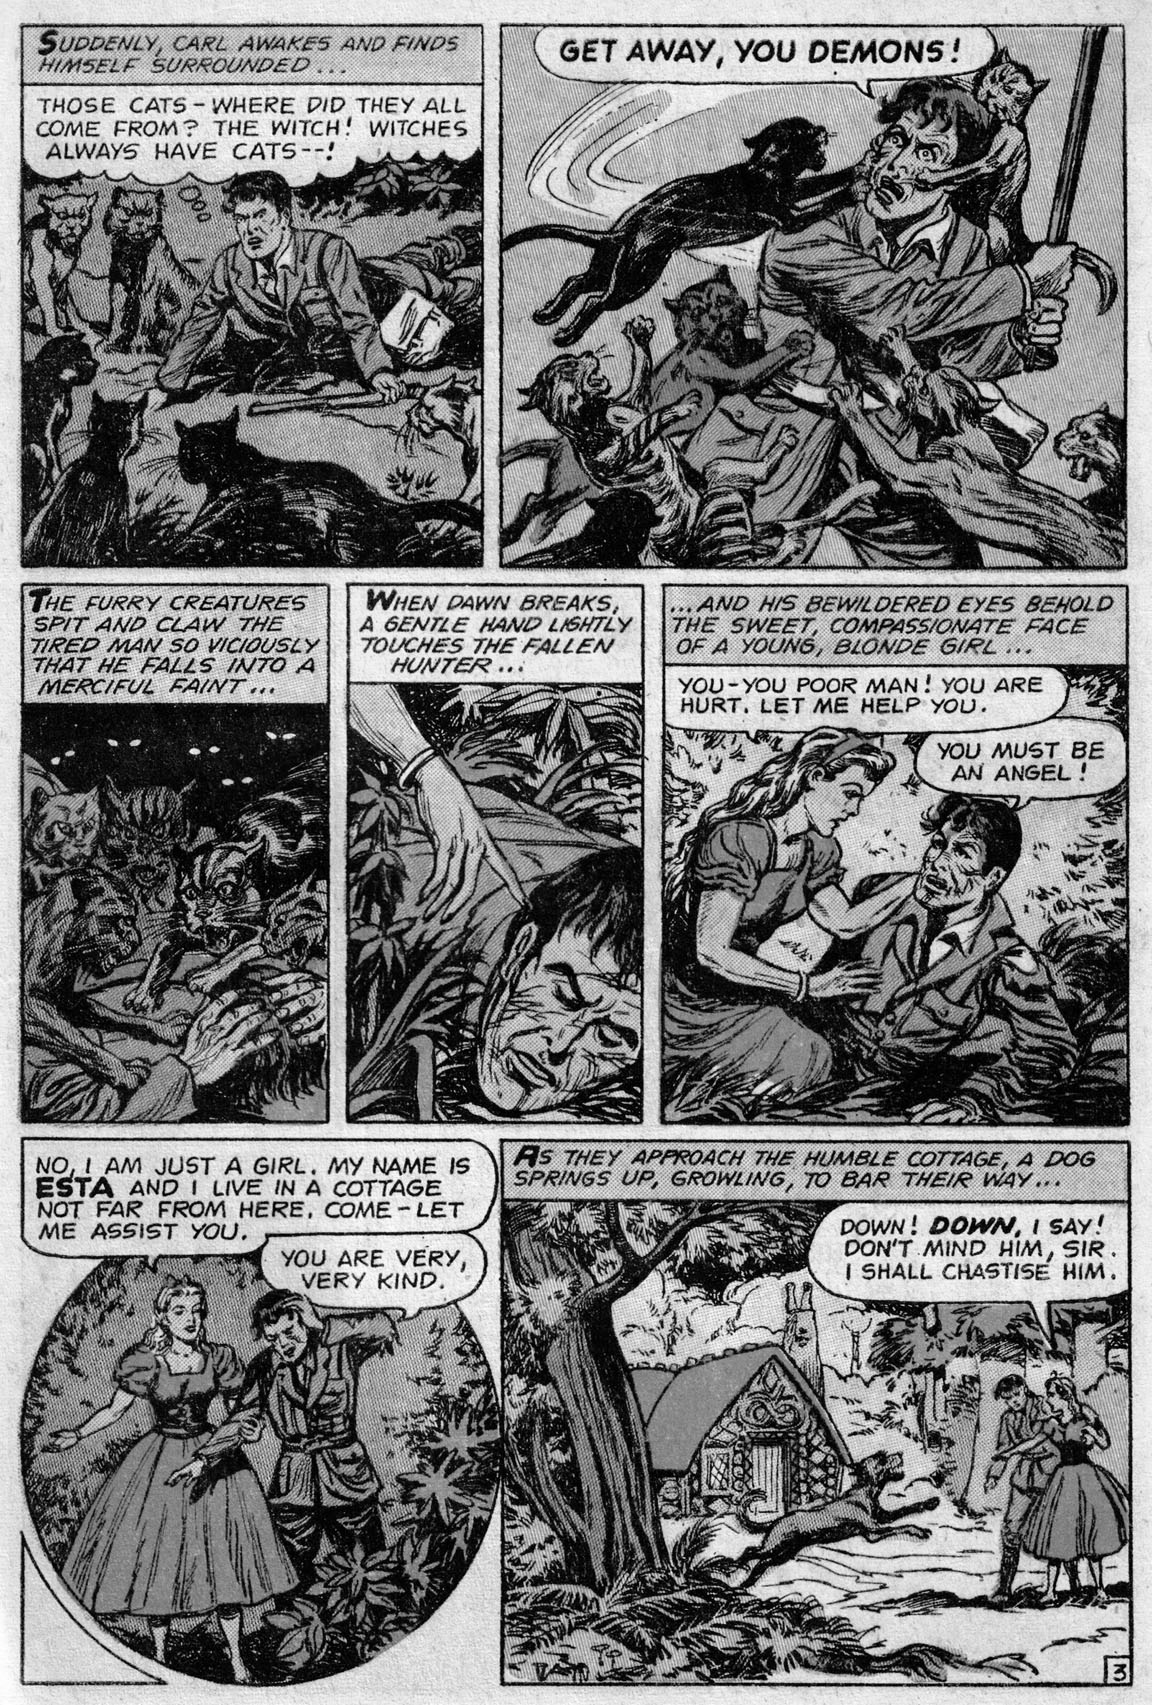 SUDDENLY, CARL AWAKES AND FINDS
HIMSELF SURROUNDED...
THOSE CATS - WHERE DID THEY ALL
COME FROM? THE WITCH! WITCHES
ALWAYS HAVE CATS--!
GET AWAY, YOU DEMONS!
THE FURRY CREATURES
SPIT AND CLAW THE
TIRED MAN SO VICIOUSLY
THAT HE FALLS INTO A
MERCIFUL FAINT...
WHEN DAWN BREAKS,
A GENTLE HAND LIGHTLY
TOUCHES THE FALLEN
HUNTER...
...AND HIS BEWILDERED EYES BEHOLD
THE SWEET, COMPASSIONATE FACE
OF A YOUNG, BLONDE GIRL...
YOU-YOU POOR MAN! YOU ARE
HURT. LET ME HELP YOU.
YOU MUST BE
AN ANGEL!
NO, I AM JUST A GIRL. MY NAME IS
ESTA AND I LIVE IN A COTTAGE
NOT FAR FROM HERE. COME - LET
ME ASSIST YOU.
YOU ARE VERY,
VERY KIND.
AS THEY APPROACH THE HUMBLE COTTAGE, A DOG
SPRINGS UP, GROWLING, TO BAR THEIR WAY...
DOWN! DOWN, I SAY!
DON'T MIND HIM, SIR.
I SHALL CHASTISE HIM.
3